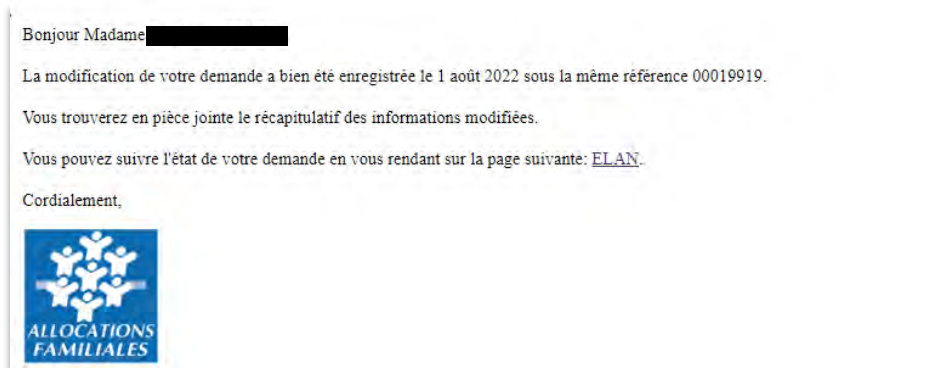 Bonjour Madame
La modification de votre demande a bien été enregistrée le 1 août 2022 sous la même référence 00019919.
Vous trouverez en pièce jointe le récapitulatif des informations modifiées.
Vous pouvez suivre l'état de votre demande en vous rendant sur la page suivante: ELAN.
Cordialement,
ALLOCATIONS
FAMILIALES